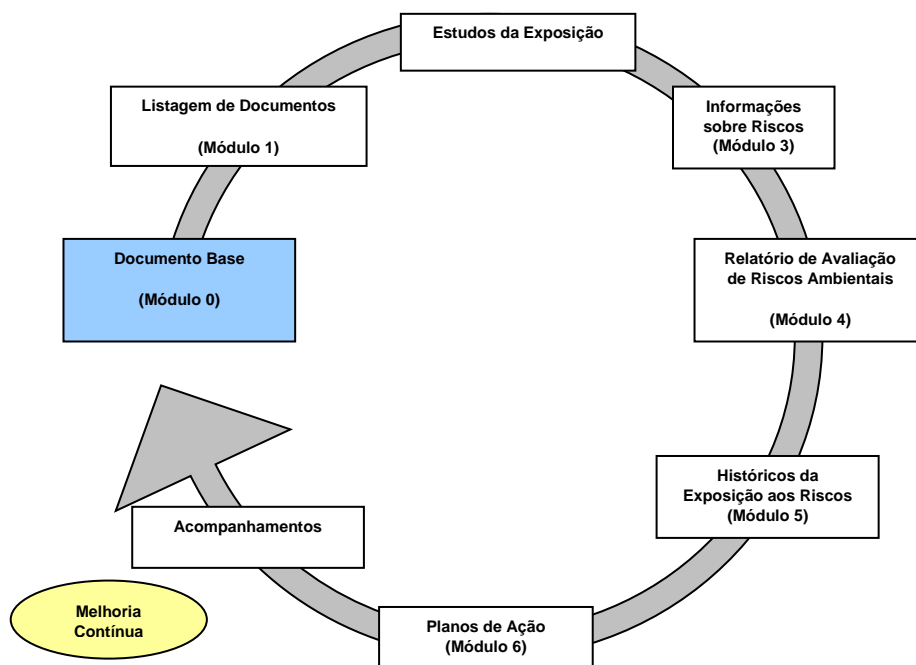 Estudos da Exposição
Listagem de Documentos
(Módulo 1)
Informações
sobre Riscos
(Módulo 3)
Documento Base
(Módulo 0)
Relatório de Avaliação
de Riscos Ambientais
(Módulo 4)
Históricos da
Exposição aos Riscos
(Módulo 5)
Acompanhamentos
Melhoria
Contínua
Planos de Ação
(Módulo 6)